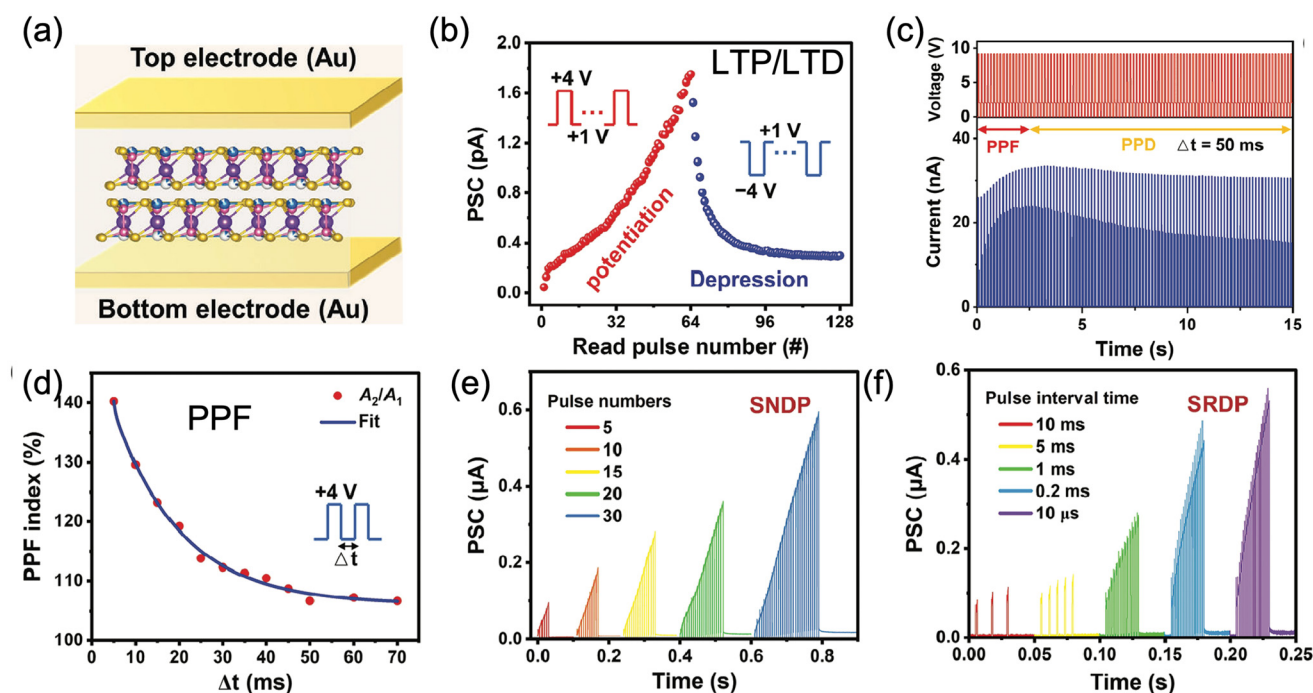 (a)
Top electrode (Au)
Bottom electrode (Au)
(b)
LTP/LTD
2.0
1.6
1.2
0.8
0.4
0.0
PSC (pA)
+4 V
+1 V
+1 V
−4 V
potentiation
Depression
0
32
64
96
128
Read pulse number (#)
(c)
10
5
0
Voltage (V)
PPF
PPD
Δt = 50 ms
40
20
0
Current (nA)
0
5
10
15
Time (s)
(d)
PPF
A2/A1
Fit
140
130
120
110
100
PPF index (%)
+4 V
Δt
0
10
20
30
40
50
60
70
Δt (ms)
(e)
SNDP
Pulse numbers
5
10
15
20
30
0.6
0.4
0.2
0.0
PSC (µA)
0.0
0.2
0.4
0.6
0.8
Time (s)
(f)
SRDP
Pulse interval time
10 ms
5 ms
1 ms
0.2 ms
10 µs
0.6
0.4
0.2
0.0
PSC (µA)
0.00
0.05
0.10
0.15
0.20
0.25
Time (s)